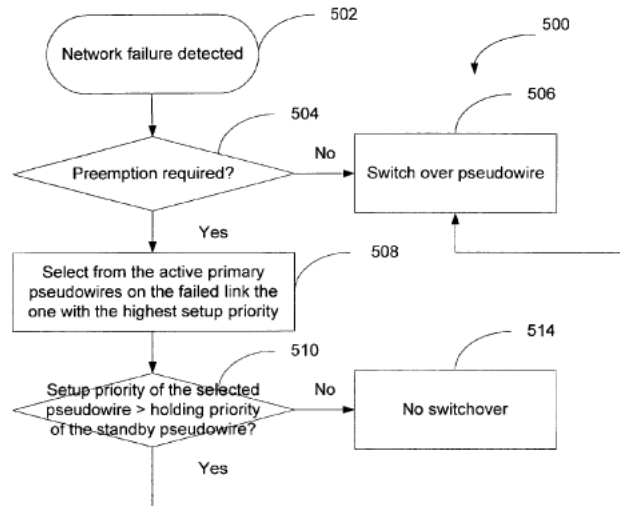 502
Network failure detected
500
504
506
Preemption required?
No
Switch over pseudowire
Yes
508
Select from the active primary
pseudowires on the failed link the
one with the highest setup priority
510
514
Setup priority of the selected
pseudowire > holding priority
of the standby pseudowire?
No
No switchover
Yes